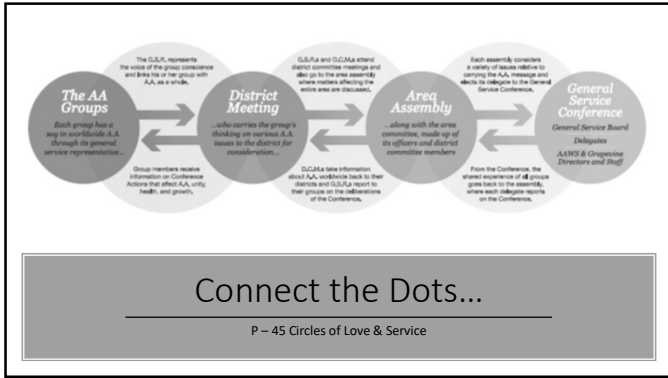 The G.S.R. represents
the voice of the group conscience
and links his or her group with
A.A. as a whole.
G.S.R.s and D.C.M.s attend
district committee meetings and
also go to the area assembly
where matters affecting the
entire area are discussed.
Each assembly considers
a variety of issues relative to
carrying the A.A. message and
elects its delegate to the General
Service Conference.
The AA
Groups
Each group has a
say in worldwide A.A.
through its general
service representative...
District
Meeting
...who carries the group's
thinking on various A.A.
issues to the district for
consideration...
Area
Assembly
...along with the area
committee, made up of
its officers and district
committee members
General
Service
Conference
General Service Board
Delegates
AAWS & Grapevine
Directors and Staff
Group members receive
information on Conference
Actions that affect A.A. unity,
health, and growth.
D.C.M.s take information
about A.A. worldwide back to their
districts and G.S.R.s report to
their groups on the deliberations
of the Conference.
From the Conference, the
shared experience of all groups
goes back to the assembly,
where each delegate reports
on the Conference.
Connect the Dots...
P – 45 Circles of Love & Service